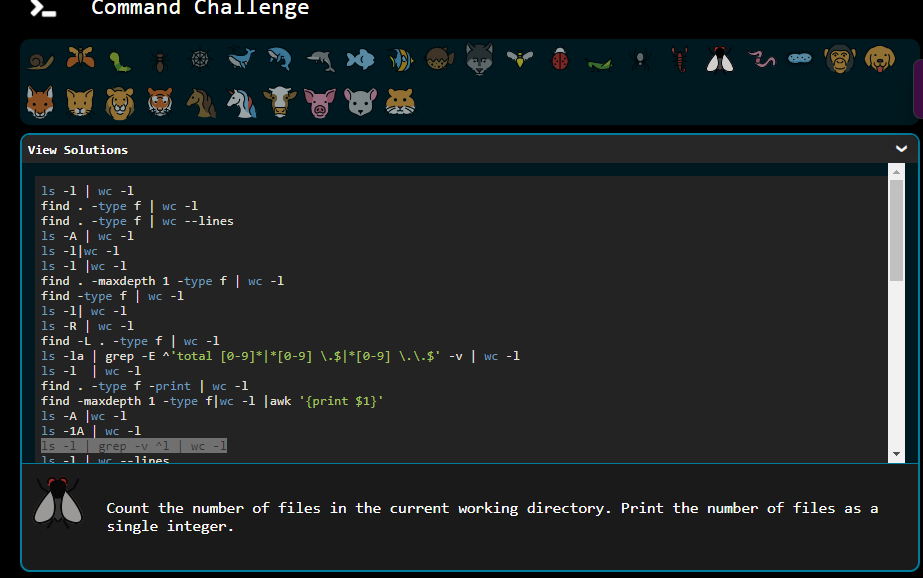 Command Challenge
View Solutions
ls -l | wc -l
find . -type f | wc -l
find . -type f | wc --lines
ls -A | wc -l
ls -l|wc -l
ls -l |wc -l
find . -maxdepth 1 -type f | wc -l
find -type f | wc -l
ls -l| wc -l
ls -R | wc -l
find -L . -type f | wc -l
ls -la | grep -E ^'total [0-9]*|*[0-9] \.$|*[0-9] \.\.$' -v | wc -l
ls -l  | wc -l
find . -type f -print | wc -l
find -maxdepth 1 -type f|wc -l |awk '{print $1}'
ls -A |wc -l
ls -1A | wc -l
ls -l | grep -v ^l | wc -l
ls -l | wc --lines
Count the number of files in the current working directory. Print the number of files as a
single integer.